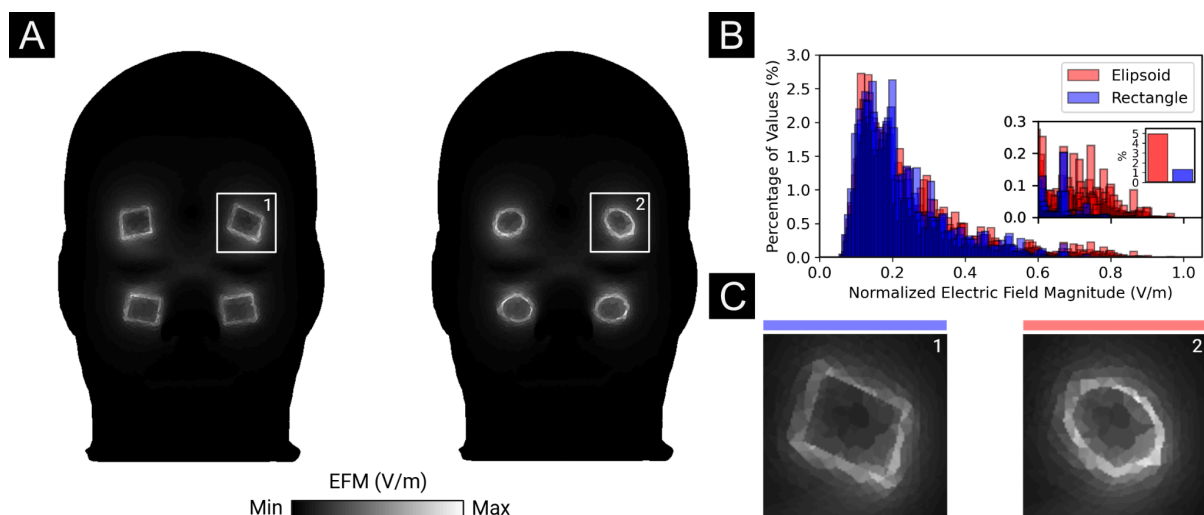 A
1
2
EFM (V/m)
Min
Max
B
3.0
2.5
2.0
1.5
1.0
0.5
0.0
Percentage of Values (%)
0.0
0.2
0.4
0.6
0.8
1.0
Normalized Electric Field Magnitude (V/m)
Elipsoid
Rectangle
0.3
0.2
0.1
0.0
5
4
3
2
1
0
%
C
1
2